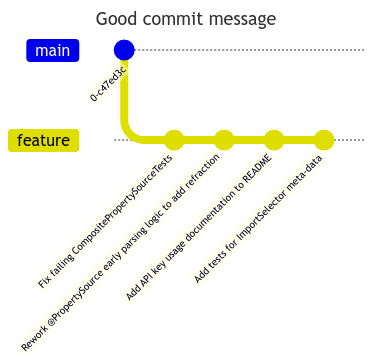 Good commit message
main
0-c47ed3c
feature
Fix failing CompositePropertySourceTests
Rework @PropertySource early parsing logic to add refraction
Add API key usage documentation to README
Add tests for ImportSelector meta-data